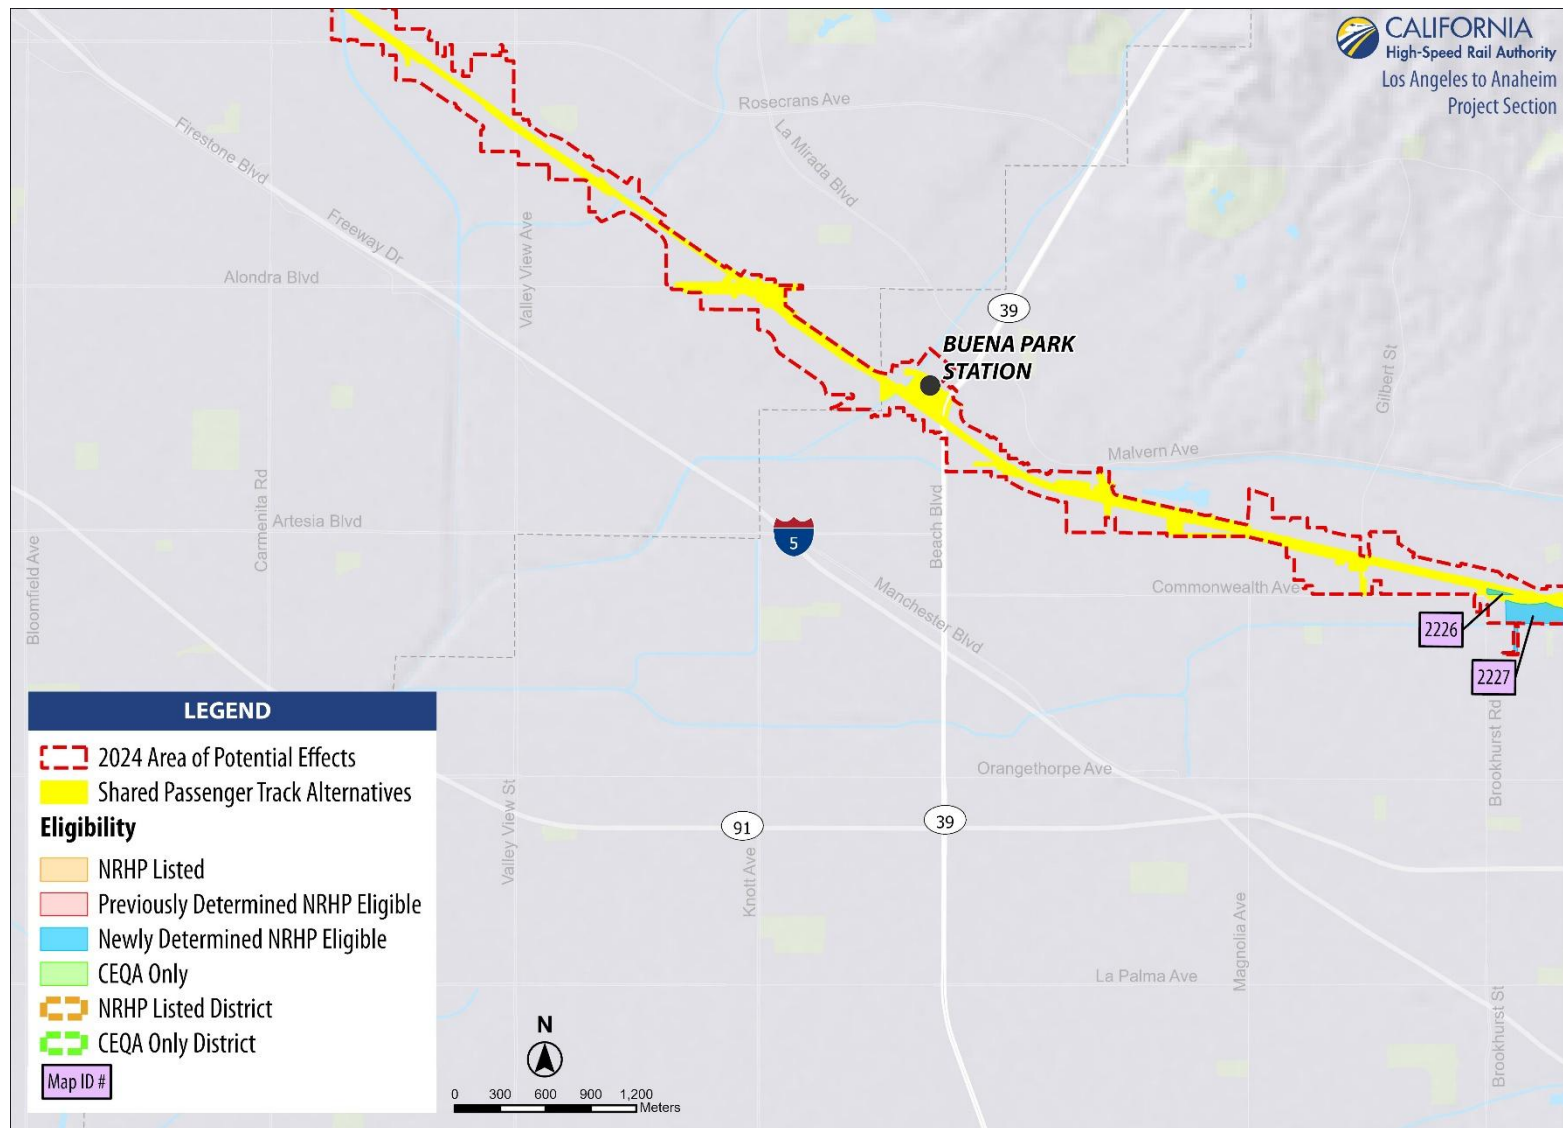 CALIFORNIA
High-Speed Rail Authority
Los Angeles to Anaheim
Project Section
Rosecrans Ave
La Mirada Blvd
Firestone Blvd
Freeway Dr
Valley View Ave
Alondra Blvd
39
BUENA PARK
STATION
Gilbert St
Malvern Ave
Carmenita Rd
Artesia Blvd
Bloomfield Ave
5
Beach Blvd
Manchester Blvd
Commonwealth Ave
2226
2227
Brookhurst Rd
Orangethorpe Ave
Valley View St
91
39
Knott Ave
Magnolia Ave
La Palma Ave
Brookhurst St
LEGEND
2024 Area of Potential Effects
Shared Passenger Track Alternatives
Eligibility
NRHP Listed
Previously Determined NRHP Eligible
Newly Determined NRHP Eligible
CEQA Only
NRHP Listed District
CEQA Only District
Map ID #
N
0 300 600 900 1,200
Meters